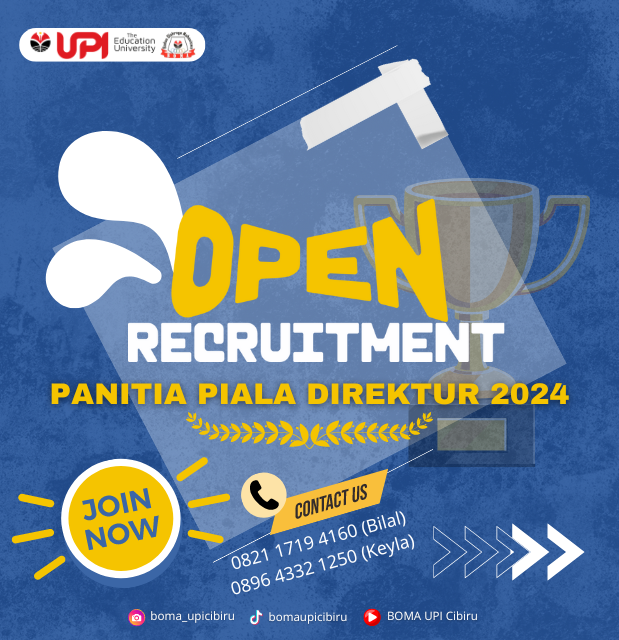 UPI
The
Education
University
OPEN
RECRUITMENT
PANITIA PIALA DIREKTUR 2024
JOIN
NOW
CONTACT US
0821 1719 4160 (Bilal)
0896 4332 1250 (Keyla)
boma_upicibiru
bomaupicibiru
BOMA UPI Cibiru